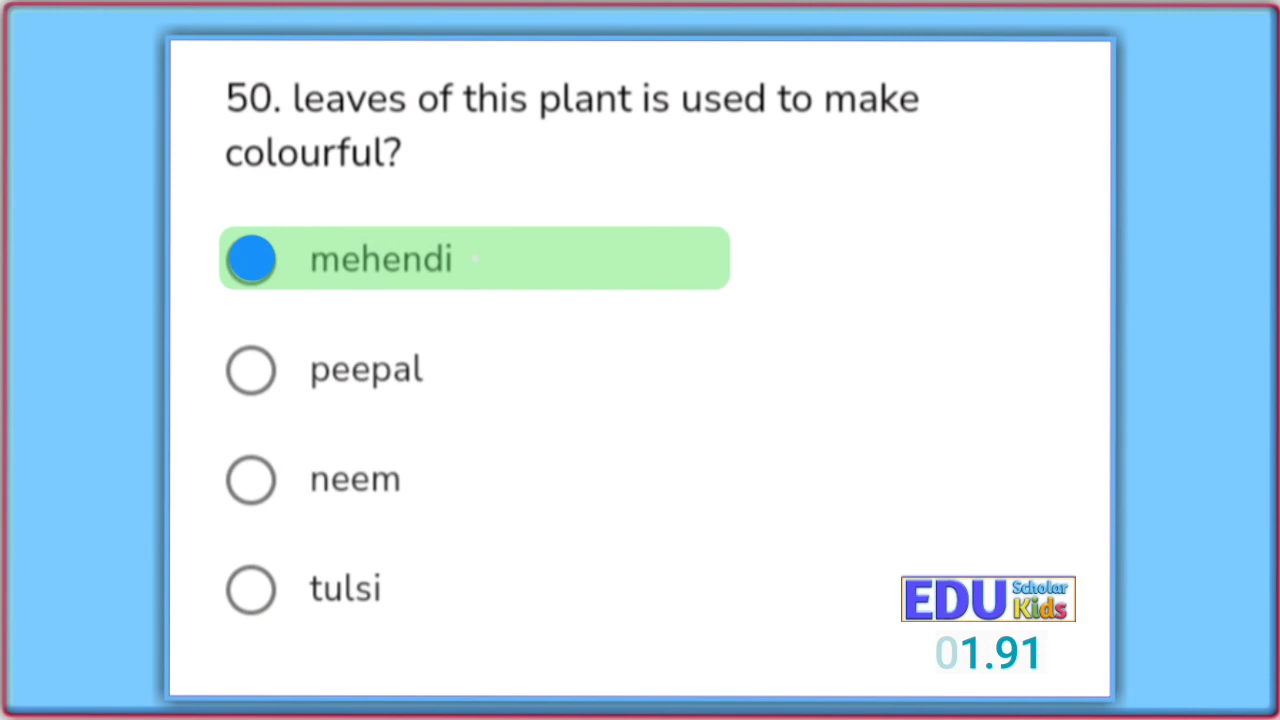 50. leaves of this plant is used to make
colourful?
mehendi
peepal
neem
tulsi
EDU Scholar Kids
01.91